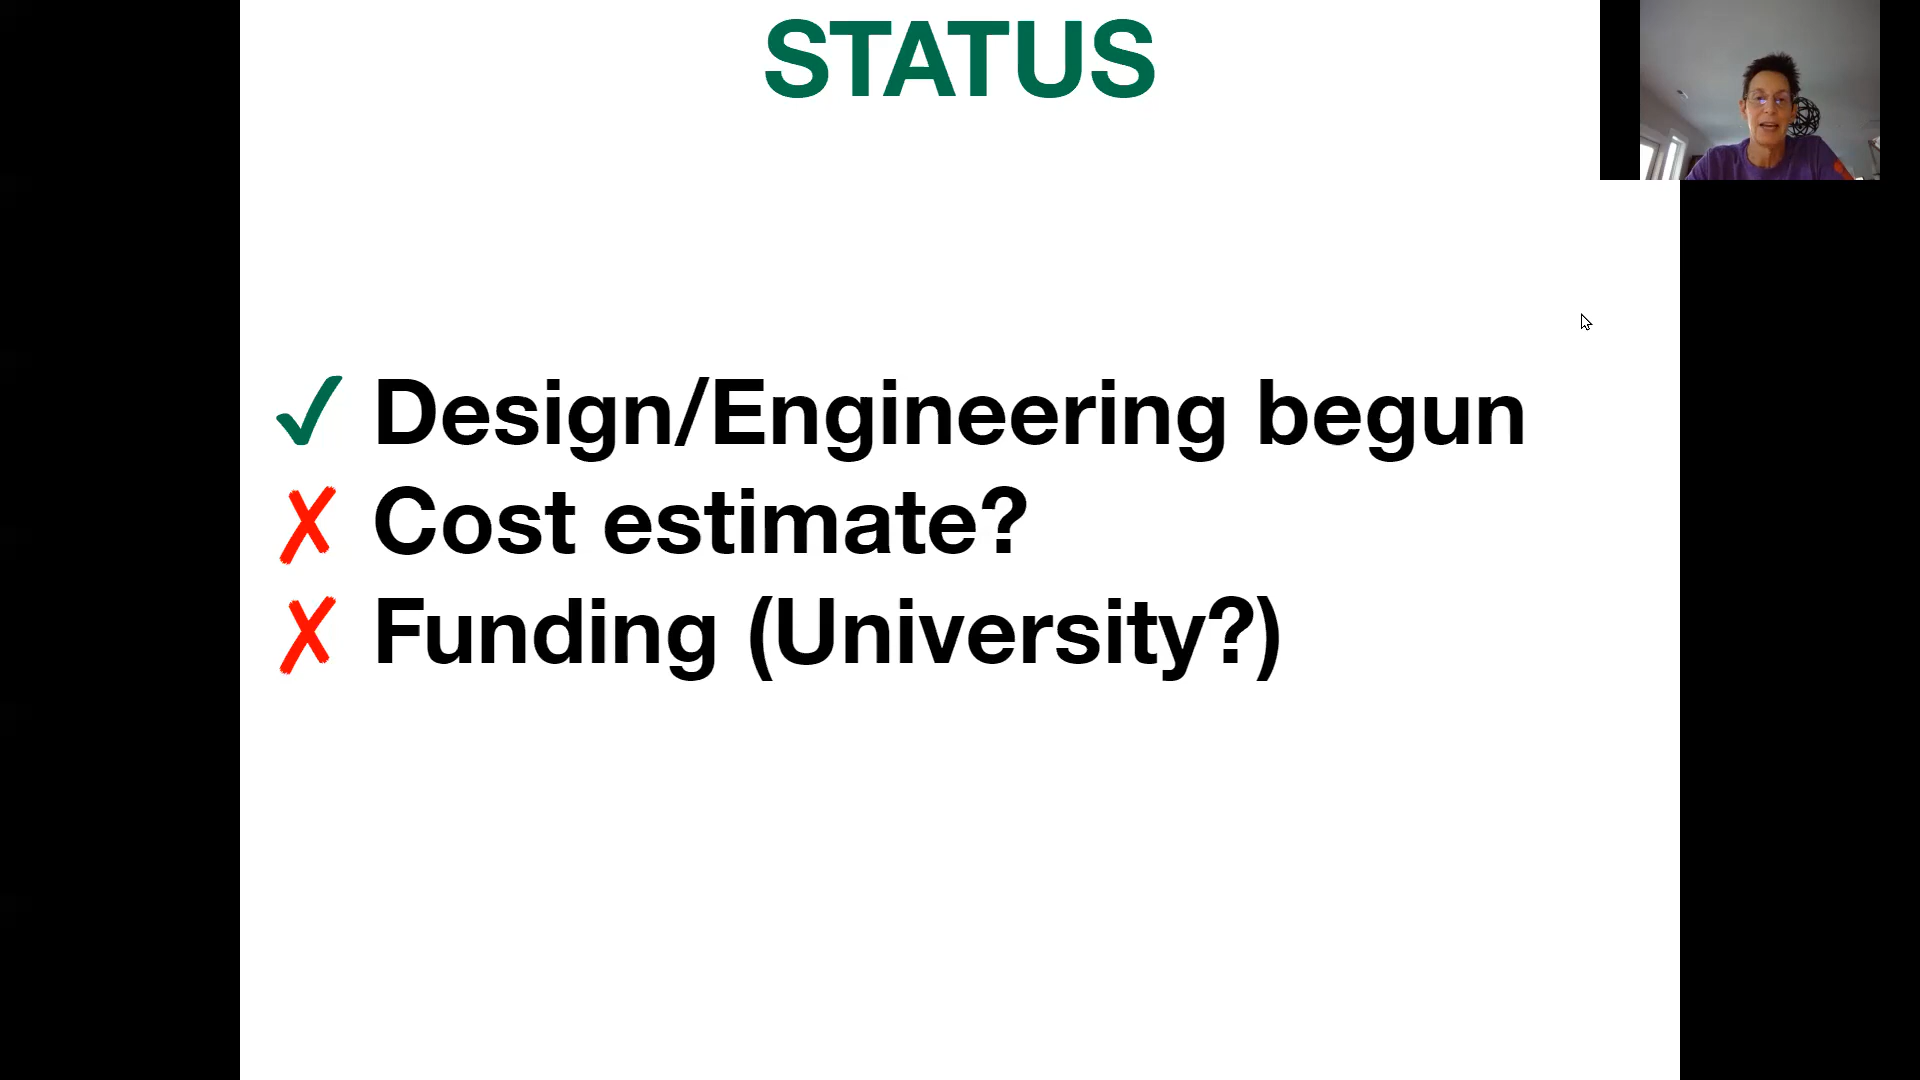 STATUS
✓ Design/Engineering begun
✗ Cost estimate?
✗ Funding (University?)